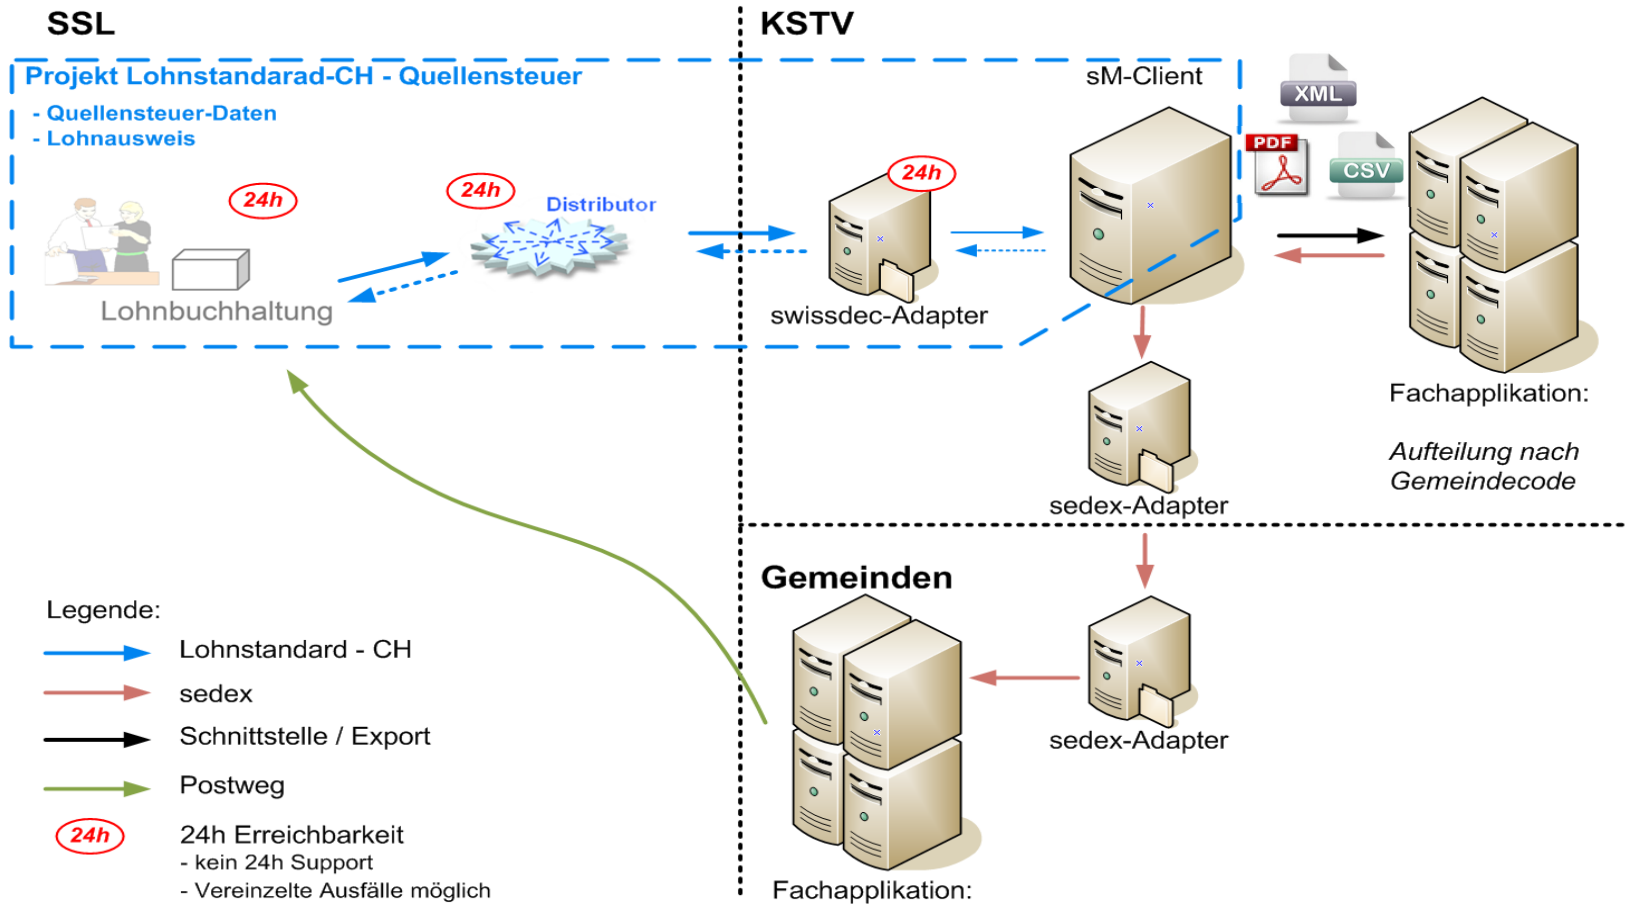 SSL
KSTV
Projekt Lohnstandarad-CH - Quellensteuer
- Quellensteuer-Daten
- Lohnausweis
sM-Client
XML
PDF
CSV
24h
24h
24h
Distributor
Lohnbuchhaltung
swissdec-Adapter
Fachapplikation:
Aufteilung nach
Gemeindecode
sedex-Adapter
Gemeinden
sedex-Adapter
Fachapplikation:
Legende:
Lohnstandard - CH
sedex
Schnittstelle / Export
Postweg
24h
24h Erreichbarkeit
- kein 24h Support
- Vereinzelte Ausfälle möglich